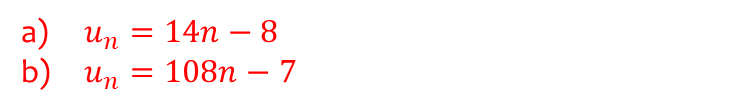 a) uₙ = 14n − 8
b) uₙ = 108n − 7